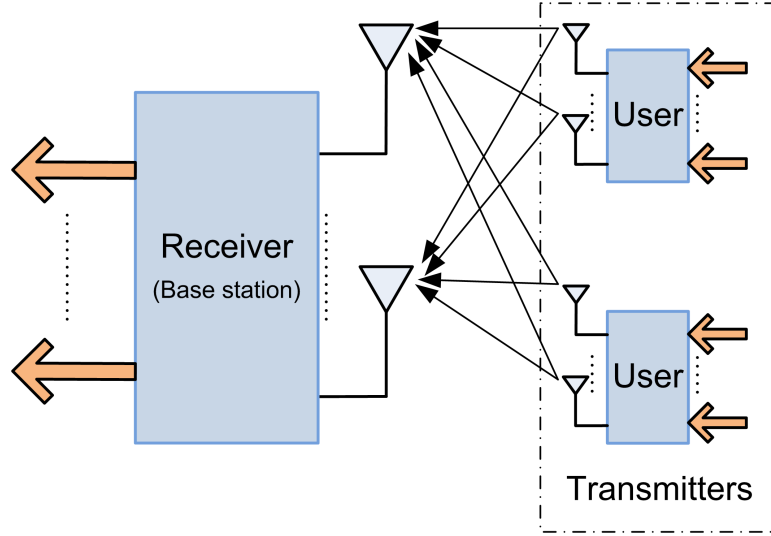 User
Receiver
(Base station)
User
Transmitters